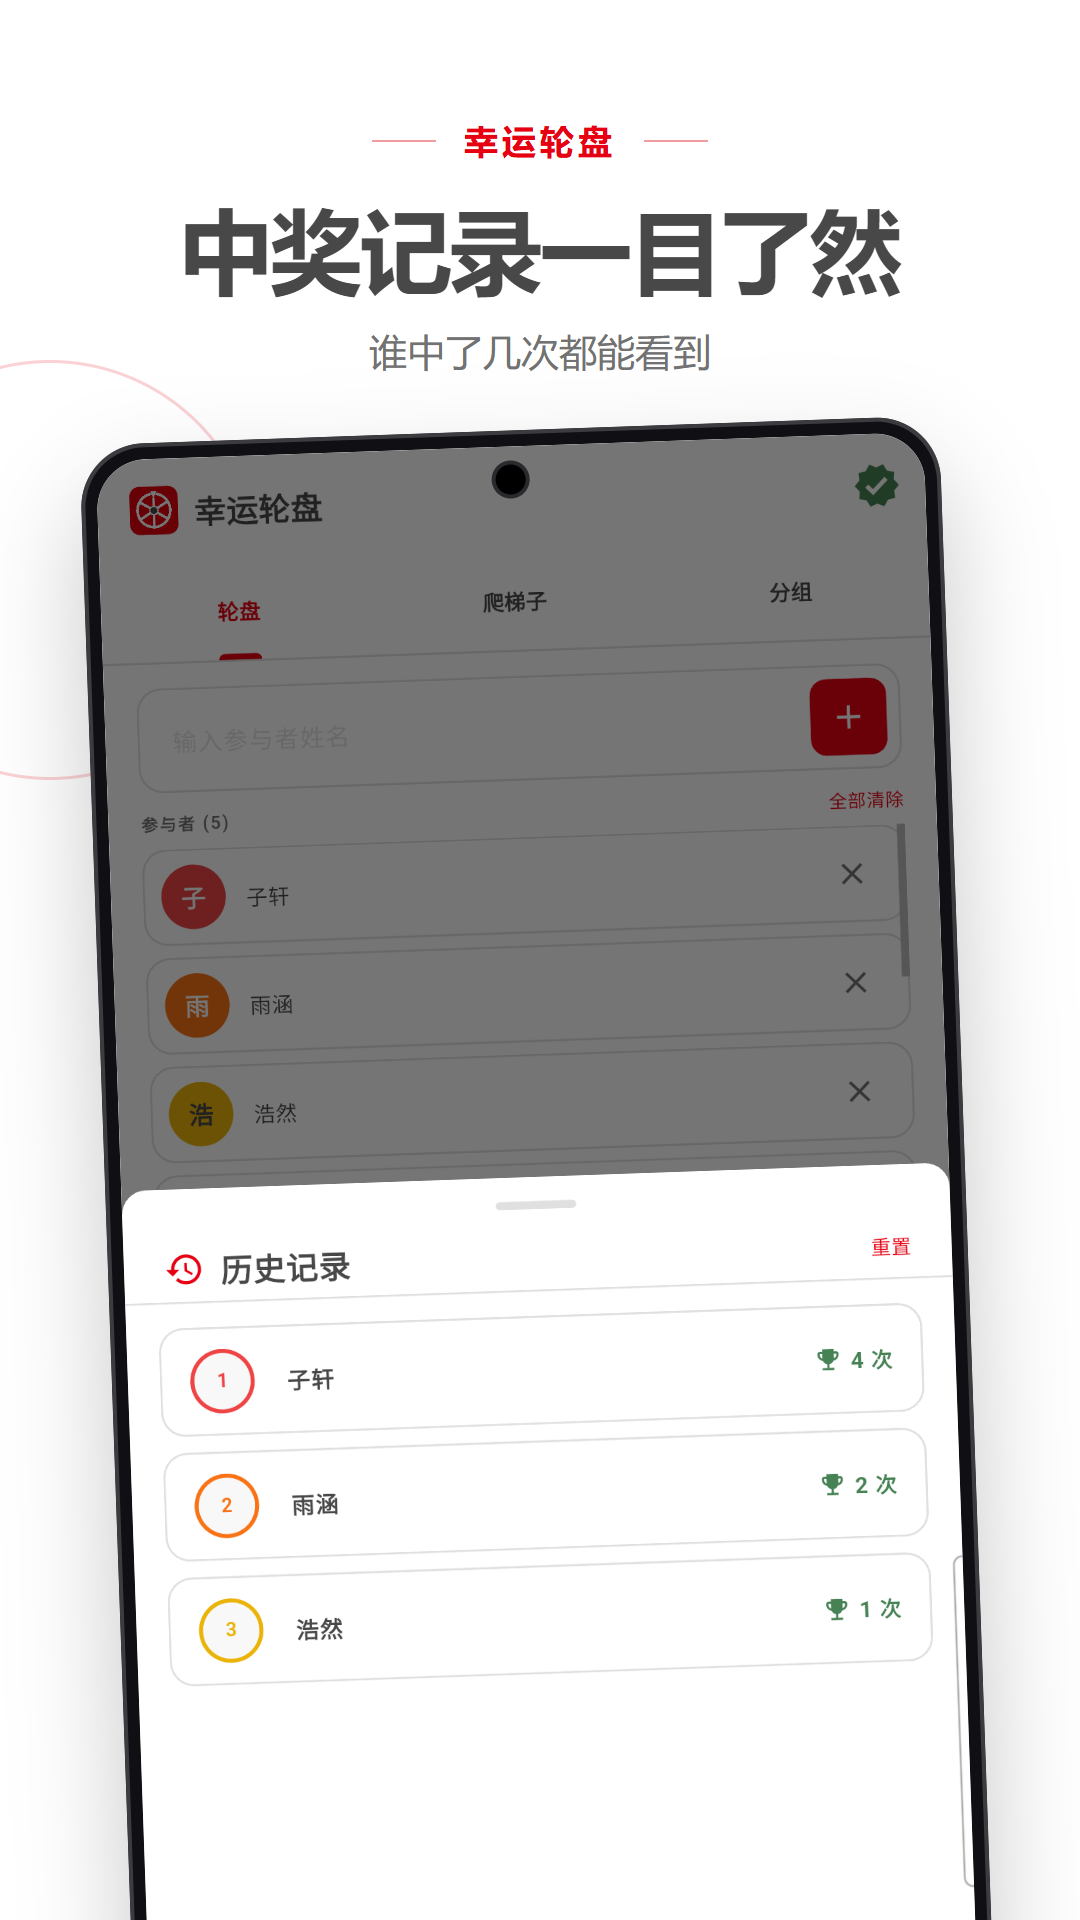 幸运轮盘
中奖记录一目了然
谁中了几次都能看到
幸运轮盘
轮盘 爬梯子 分组
输入参与者姓名
参与者 (5) 全部清除
子 子轩
雨 雨涵
浩 浩然
历史记录 重置
1 子轩 4 次
2 雨涵 2 次
3 浩然 1 次